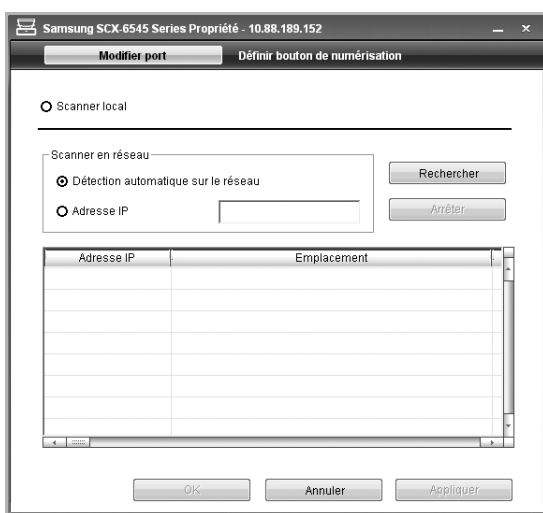 Samsung SCX-6545 Series Propriété - 10.88.189.152
Modifier port
Définir bouton de numérisation
Scanner local
Scanner en réseau
Détection automatique sur le réseau
Rechercher
Adresse IP
Arrêter
Adresse IP
Emplacement
OK
Annuler
Appliquer